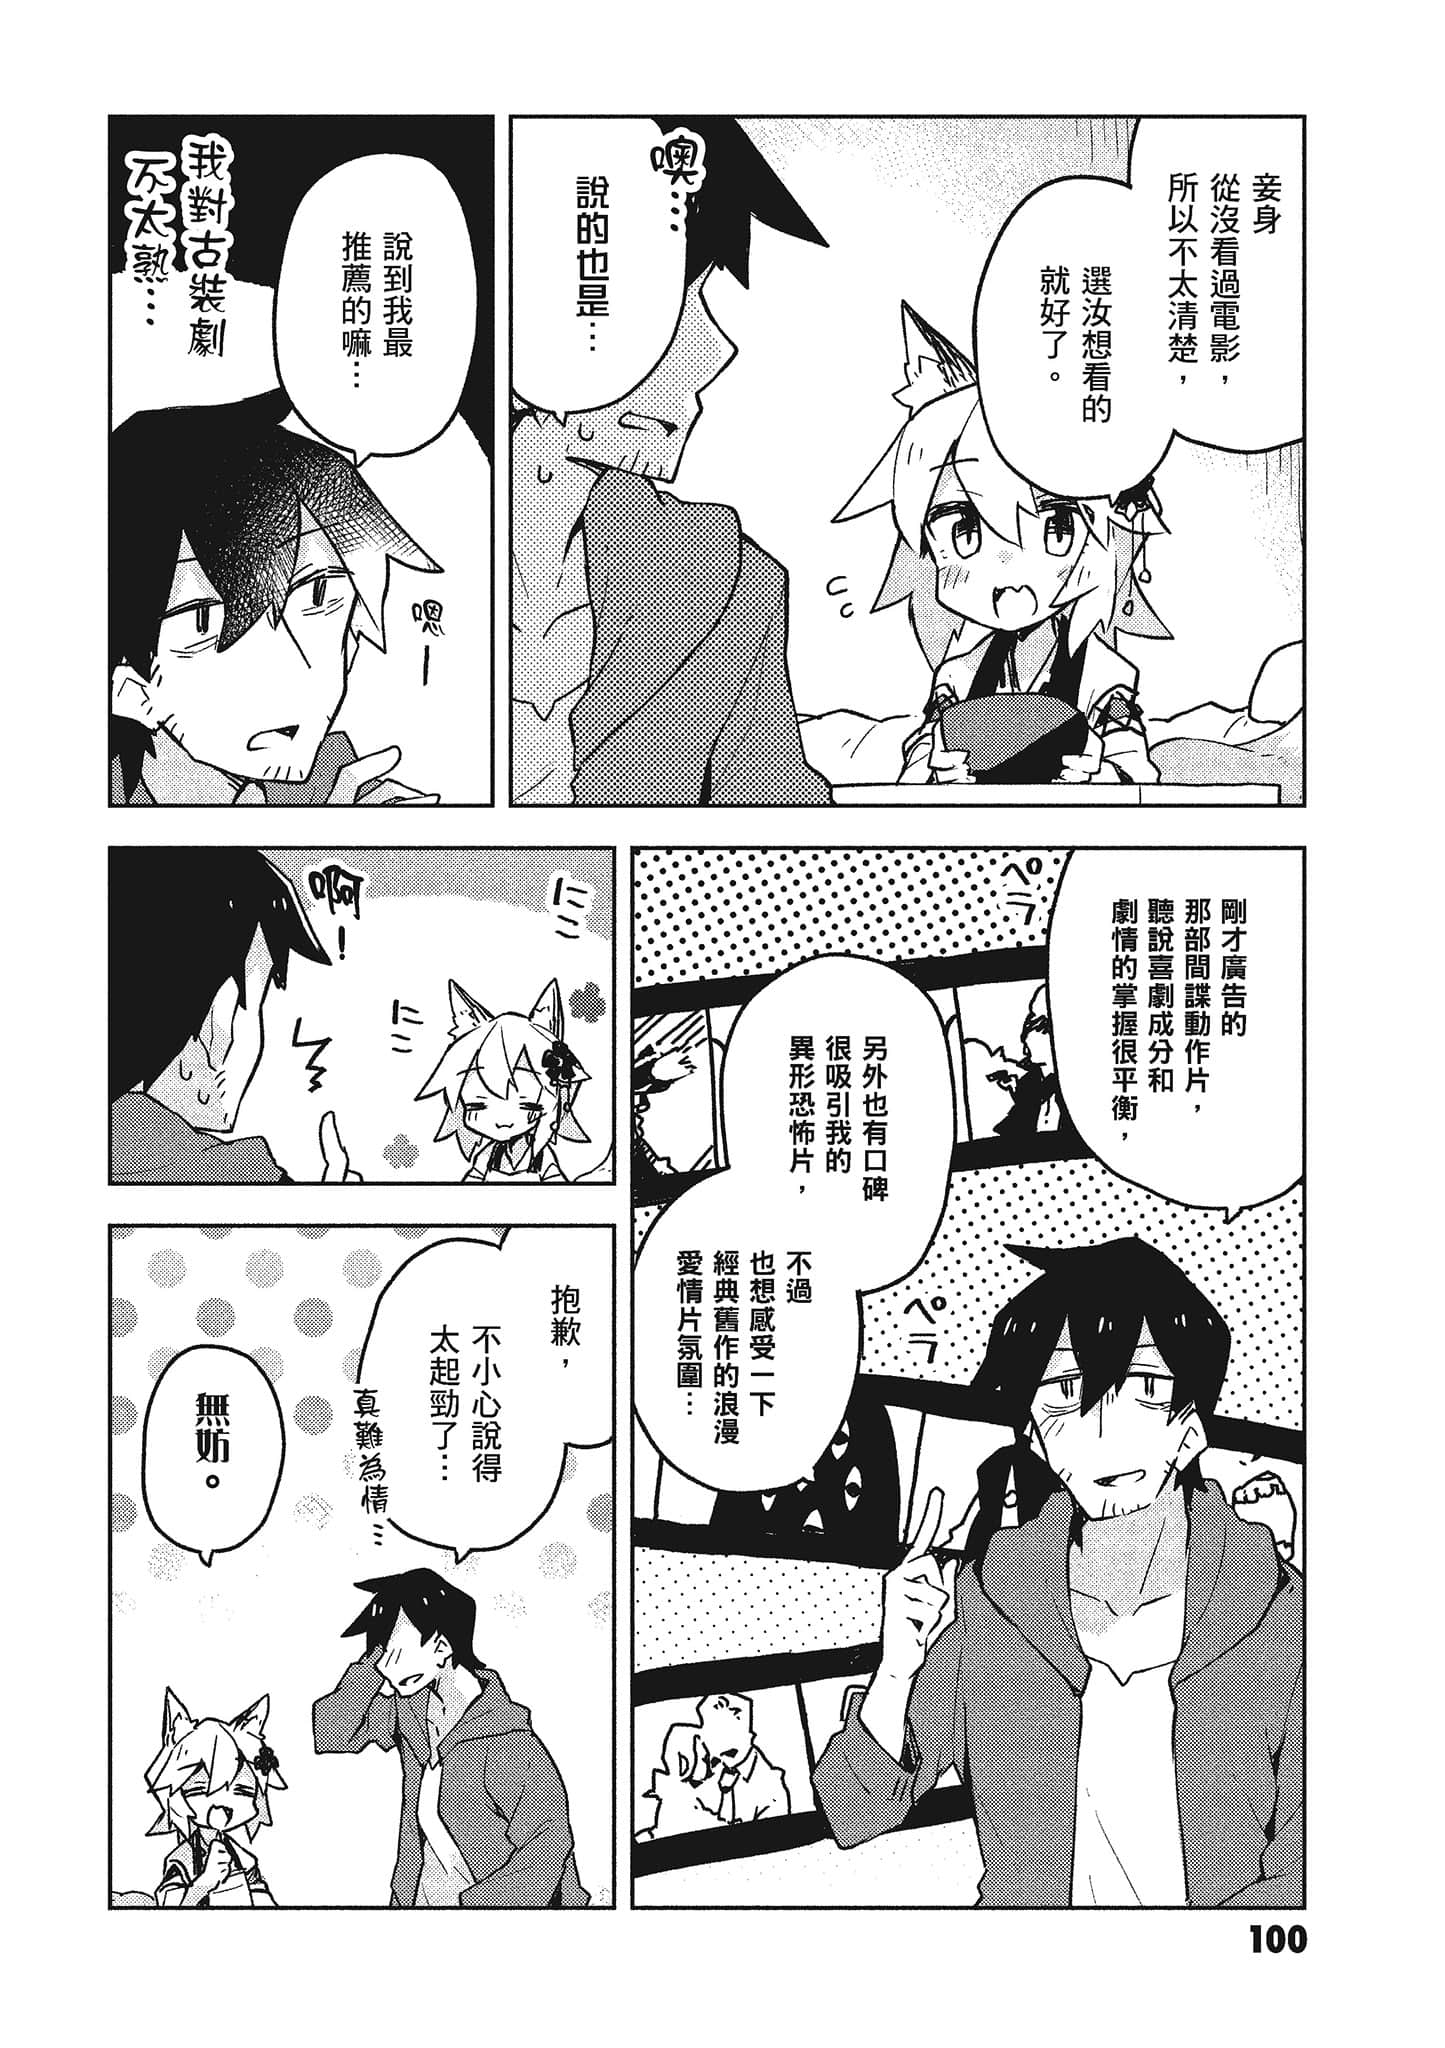 妾身
從沒看過電影，
所以不太清楚，
選汝想看的
就好了。
噢…
說的也是…
說到我最
推薦的嘛…
嗯ー
我對古裝劇
不太熟…
剛才廣告的
那部間諜動作片，
聽說喜劇成分和
劇情的掌握很平衡，
ペラ
另外也有口碑
很吸引我的
異形恐怖片，
不過
也想感受一下
經典舊作的浪漫
愛情片氛圍…
ペラ
にこ
にこ
啊！
抱歉，
不小心說得
太起勁了…
真難為情…
無妨。
100